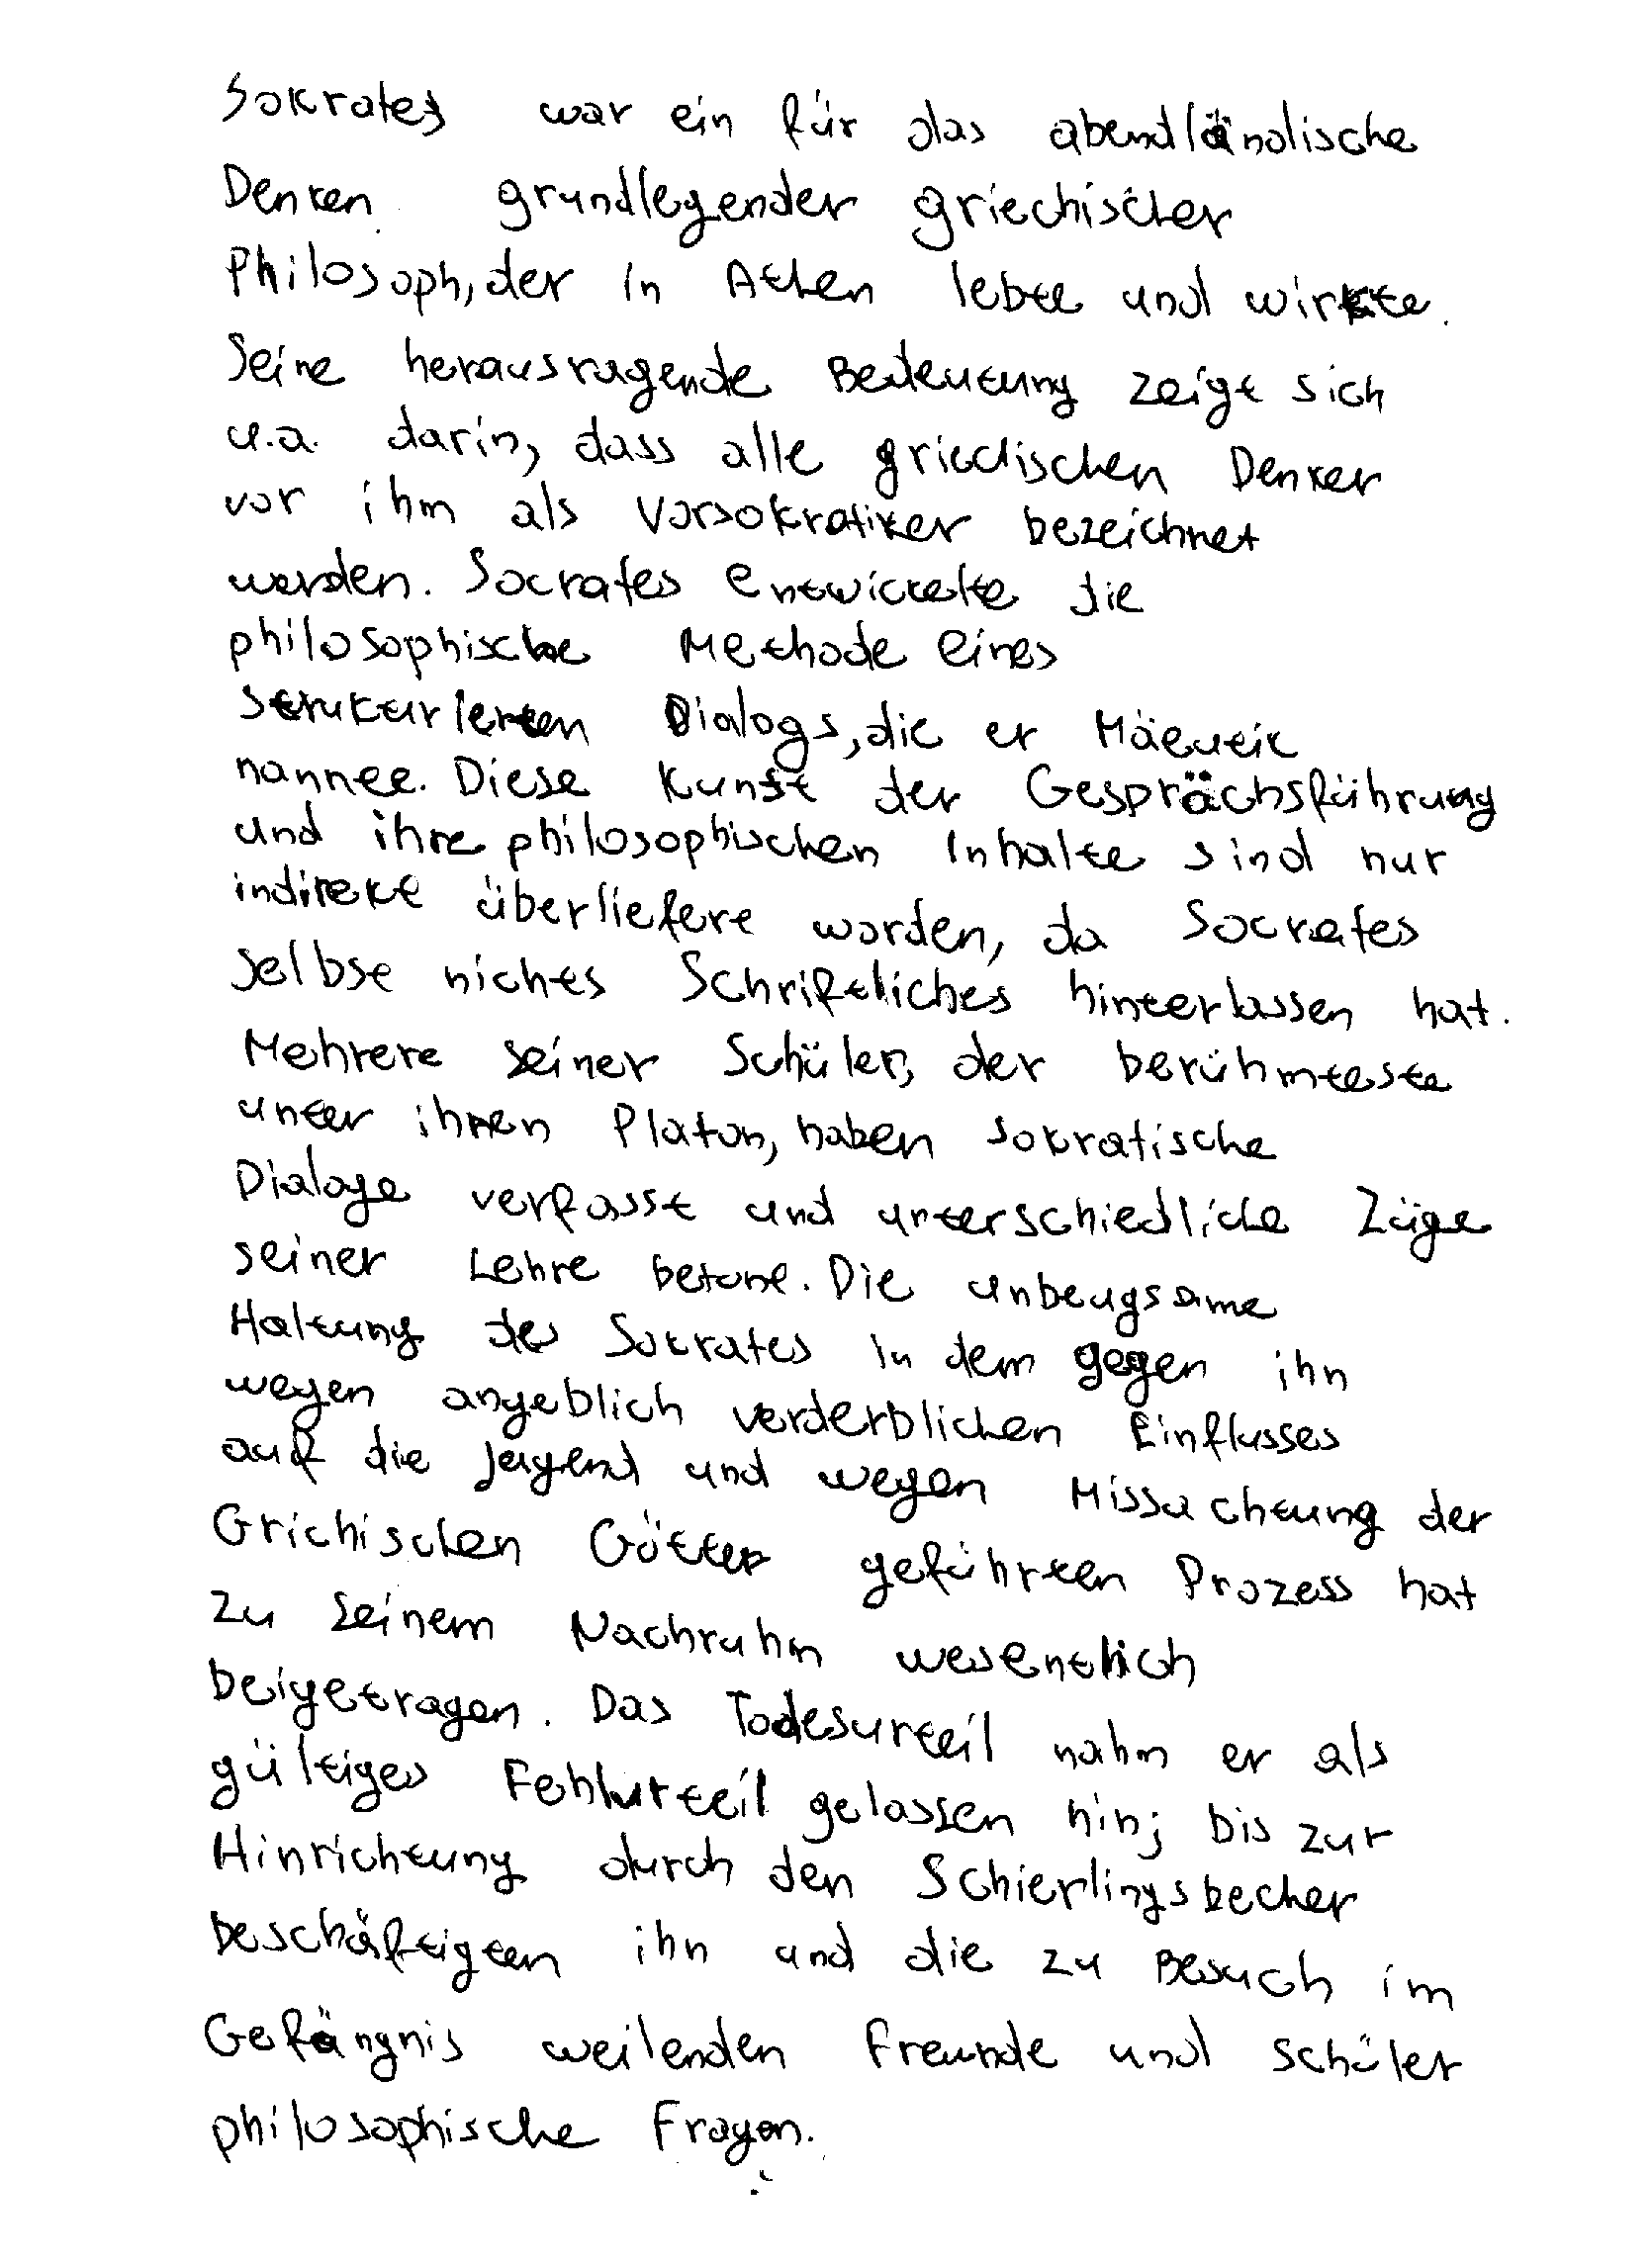 Sokrates war ein für das abendländische
Denken grundlegender griechischer
Philosoph, der in Athen lebte und wirkte.
Seine herausragende Bedeutung zeigt sich
u.a. darin, dass alle griechischen Denker
vor ihm als Vorsokratiker bezeichnet
werden. Socrates entwickelte die
philosophische Methode eines
strukturierten Dialogs, die er Mäeutik
nannte. Diese Kunst der Gesprächsführung
und ihre philosophischen Inhalte sind nur
indirekt überliefert worden, da Socrates
selbst nichts Schriftliches hinterlassen hat.
Mehrere seiner Schüler, der berühmteste
unter ihnen Platon, haben sokratische
Dialoge verfasst und unterschiedliche Züge
seiner Lehre betont. Die unbeugsame
Haltung des Sokrates in dem gegen ihn
wegen angeblich verderblichen Einflusses
auf die Jugend und wegen Missachtung der
Grichischen Götter geführten Prozess hat
zu seinem Nachruhm wesentlich
beigetragen. Das Todesurteil nahm er als
gültiges Fehlurteil gelassen hin; bis zur
Hinrichtung durch den Schierlingsbecher
beschäftigten ihn und die zu Besuch im
Gefängnis weilenden Freunde und Schüler
philosophische Fragen.